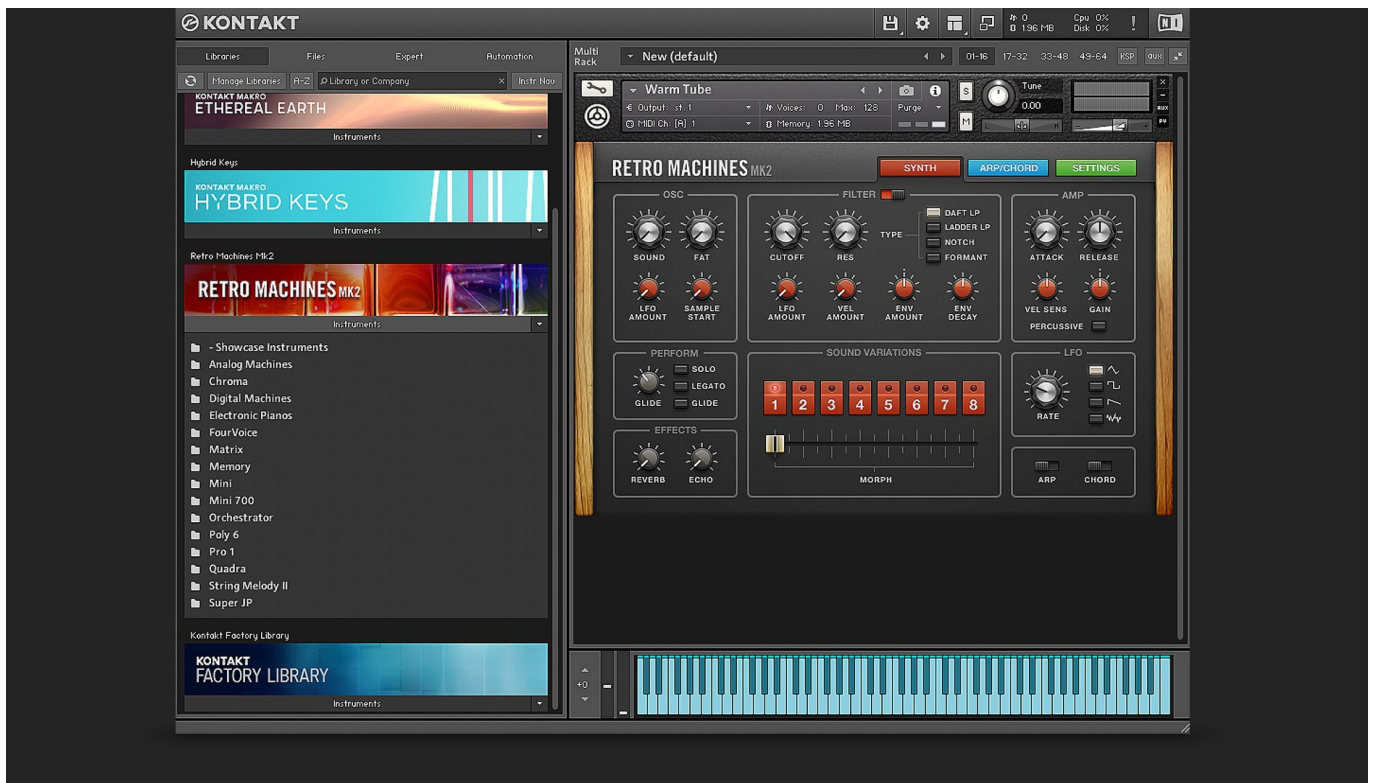 KONTAKT
0
1.96 MB
Cpu 0%
Disk 0%
!
NI
Libraries Files Expert Automation
Manage Libraries A-Z Library or Company × Instr Nav
KONTAKT MAKRO
ETHEREAL EARTH
Instruments
Hybrid Keys
KONTAKT MAKRO
HYBRID KEYS
Instruments
Retro Machines Mk2
RETRO MACHINES MK2
Instruments
- Showcase Instruments
Analog Machines
Chroma
Digital Machines
Electronic Pianos
FourVoice
Matrix
Memory
Mini
Mini 700
Orchestrator
Poly 6
Pro 1
Quadra
String Melody II
Super JP
Kontakt Factory Library
KONTAKT
FACTORY LIBRARY
Instruments
Multi
Rack
New (default)
01-16 17-32 33-48 49-64 KSP aux
Warm Tube
Output: st. 1
Voices: 0 Max: 128 Purge
MIDI Ch: [A] 1
Memory: 1.96 MB
S
M
Tune
0.00
L R
- +
×
-
AUX
PV
RETRO MACHINES MK2
SYNTH ARP/CHORD SETTINGS
OSC
SOUND FAT
LFO AMOUNT
SAMPLE START
FILTER
CUTOFF RES
TYPE
DAFT LP
LADDER LP
NOTCH
FORMANT
LFO AMOUNT
VEL AMOUNT
ENV AMOUNT
ENV DECAY
AMP
ATTACK RELEASE
VEL SENS GAIN
PERCUSSIVE
PERFORM
SOLO
LEGATO
GLIDE GLIDE
SOUND VARIATIONS
1 2 3 4 5 6 7 8
MORPH
LFO
RATE
EFFECTS
REVERB ECHO
ARP CHORD
+0